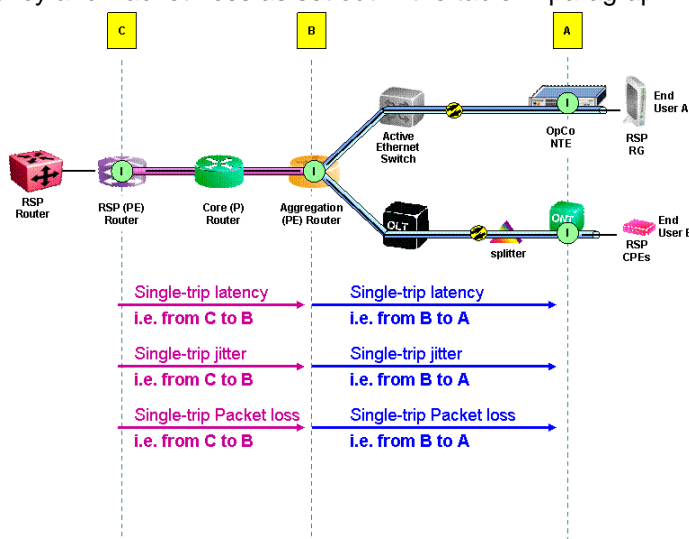 C
B
A
End
User A
Active
Ethernet
Switch
OpCo
NTE
RSP
RG
I
I
I
RSP
Router
RSP (PE)
Router
Core (P)
Router
Aggregation
(PE) Router
OLT
splitter
ONT
I
RSP
CPEs
End
User
Single-trip latency
i.e. from C to B
Single-trip latency
i.e. from B to A
Single-trip jitter
i.e. from C to B
Single-trip jitter
i.e. from B to A
Single-trip Packet loss
i.e. from C to B
Single-trip Packet loss
i.e. from B to A